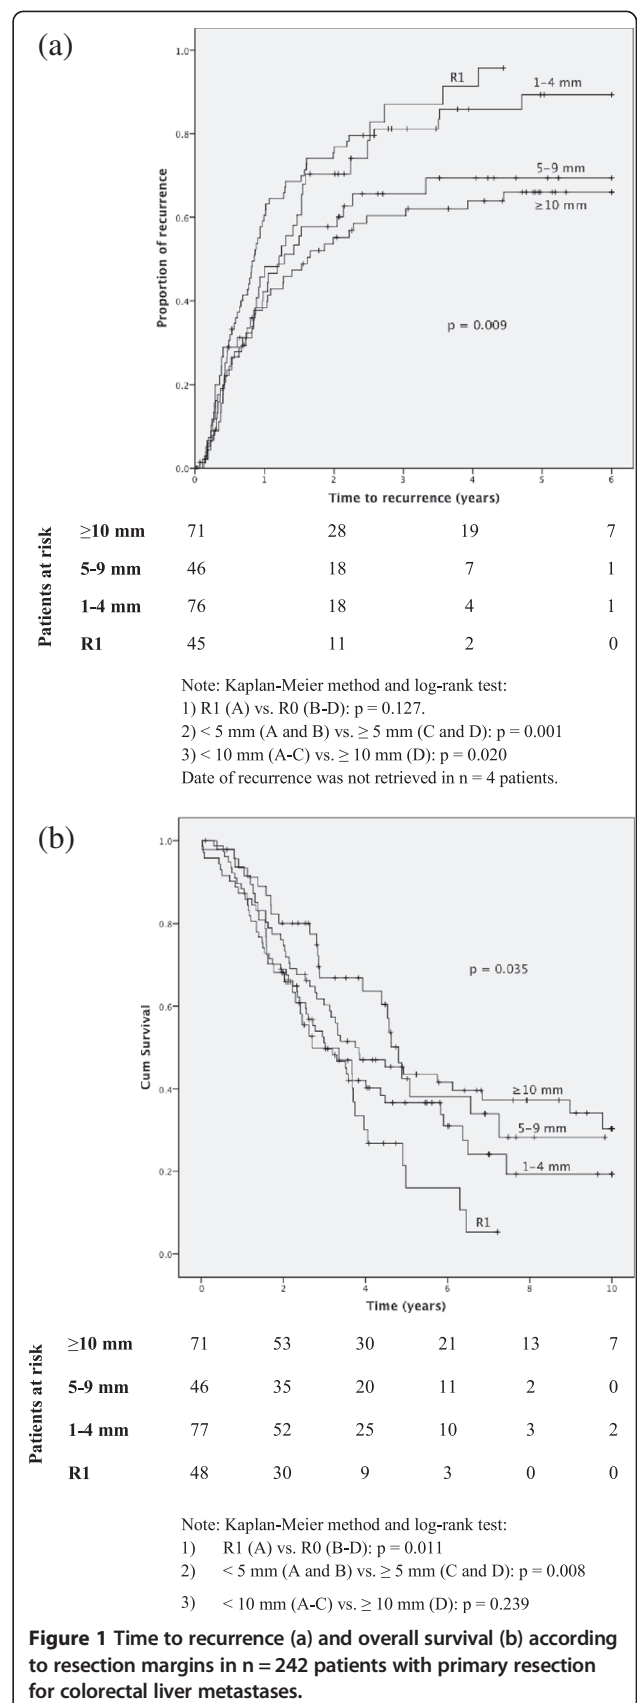 (a)
1.0
0.8
0.6
0.4
0.2
0.0
Proportion of recurrence
R1
1-4 mm
5-9 mm
≥10 mm
p = 0.009
0 1 2 3 4 5 6
Time to recurrence (years)
Patients at risk
≥10 mm 71 28 19 7
5-9 mm 46 18 7 1
1-4 mm 76 18 4 1
R1 45 11 2 0
Note: Kaplan-Meier method and log-rank test:
1) R1 (A) vs. R0 (B-D): p = 0.127.
2) < 5 mm (A and B) vs. ≥ 5 mm (C and D): p = 0.001
3) < 10 mm (A-C) vs. ≥ 10 mm (D): p = 0.020
Date of recurrence was not retrieved in n = 4 patients.
(b)
1.0
0.8
0.6
0.4
0.2
0.0
Cum Survival
p = 0.035
≥10 mm
5-9 mm
1-4 mm
R1
0 2 4 6 8 10
Time (years)
Patients at risk
≥10 mm 71 53 30 21 13 7
5-9 mm 46 35 20 11 2 0
1-4 mm 77 52 25 10 3 2
R1 48 30 9 3 0 0
Note: Kaplan-Meier method and log-rank test:
1) R1 (A) vs. R0 (B-D): p = 0.011
2) < 5 mm (A and B) vs. ≥ 5 mm (C and D): p = 0.008
3) < 10 mm (A-C) vs. ≥ 10 mm (D): p = 0.239
Figure 1 Time to recurrence (a) and overall survival (b) according
to resection margins in n = 242 patients with primary resection
for colorectal liver metastases.